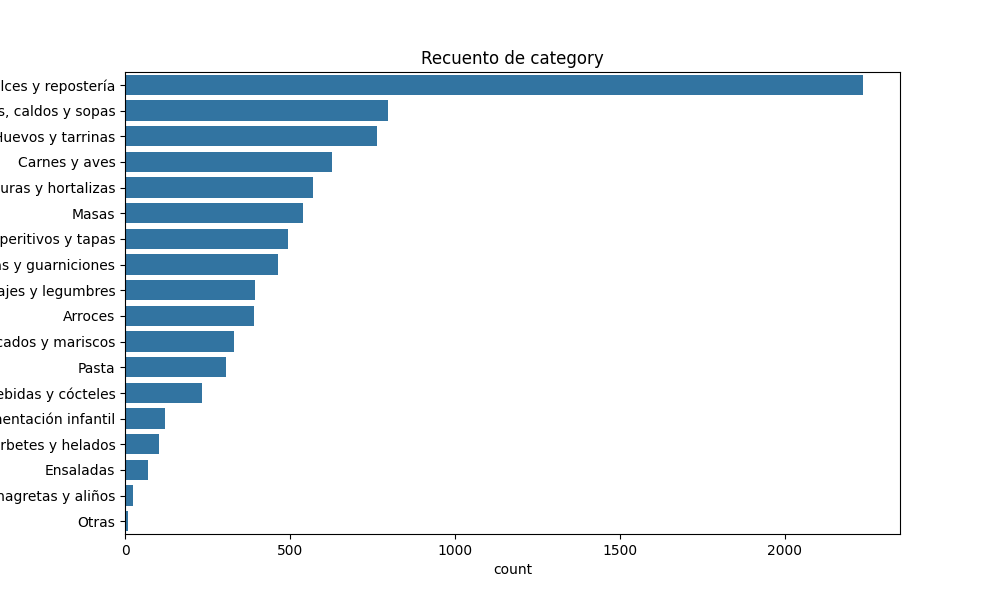 Recuento de category
lces y repostería
s, caldos y sopas
Huevos y tarrinas
Carnes y aves
uras y hortalizas
Masas
peritivos y tapas
s y guarniciones
ajes y legumbres
Arroces
cados y mariscos
Pasta
ebidas y cócteles
entación infantil
rbetes y helados
Ensaladas
nagretas y aliños
Otras
0 500 1000 1500 2000
count